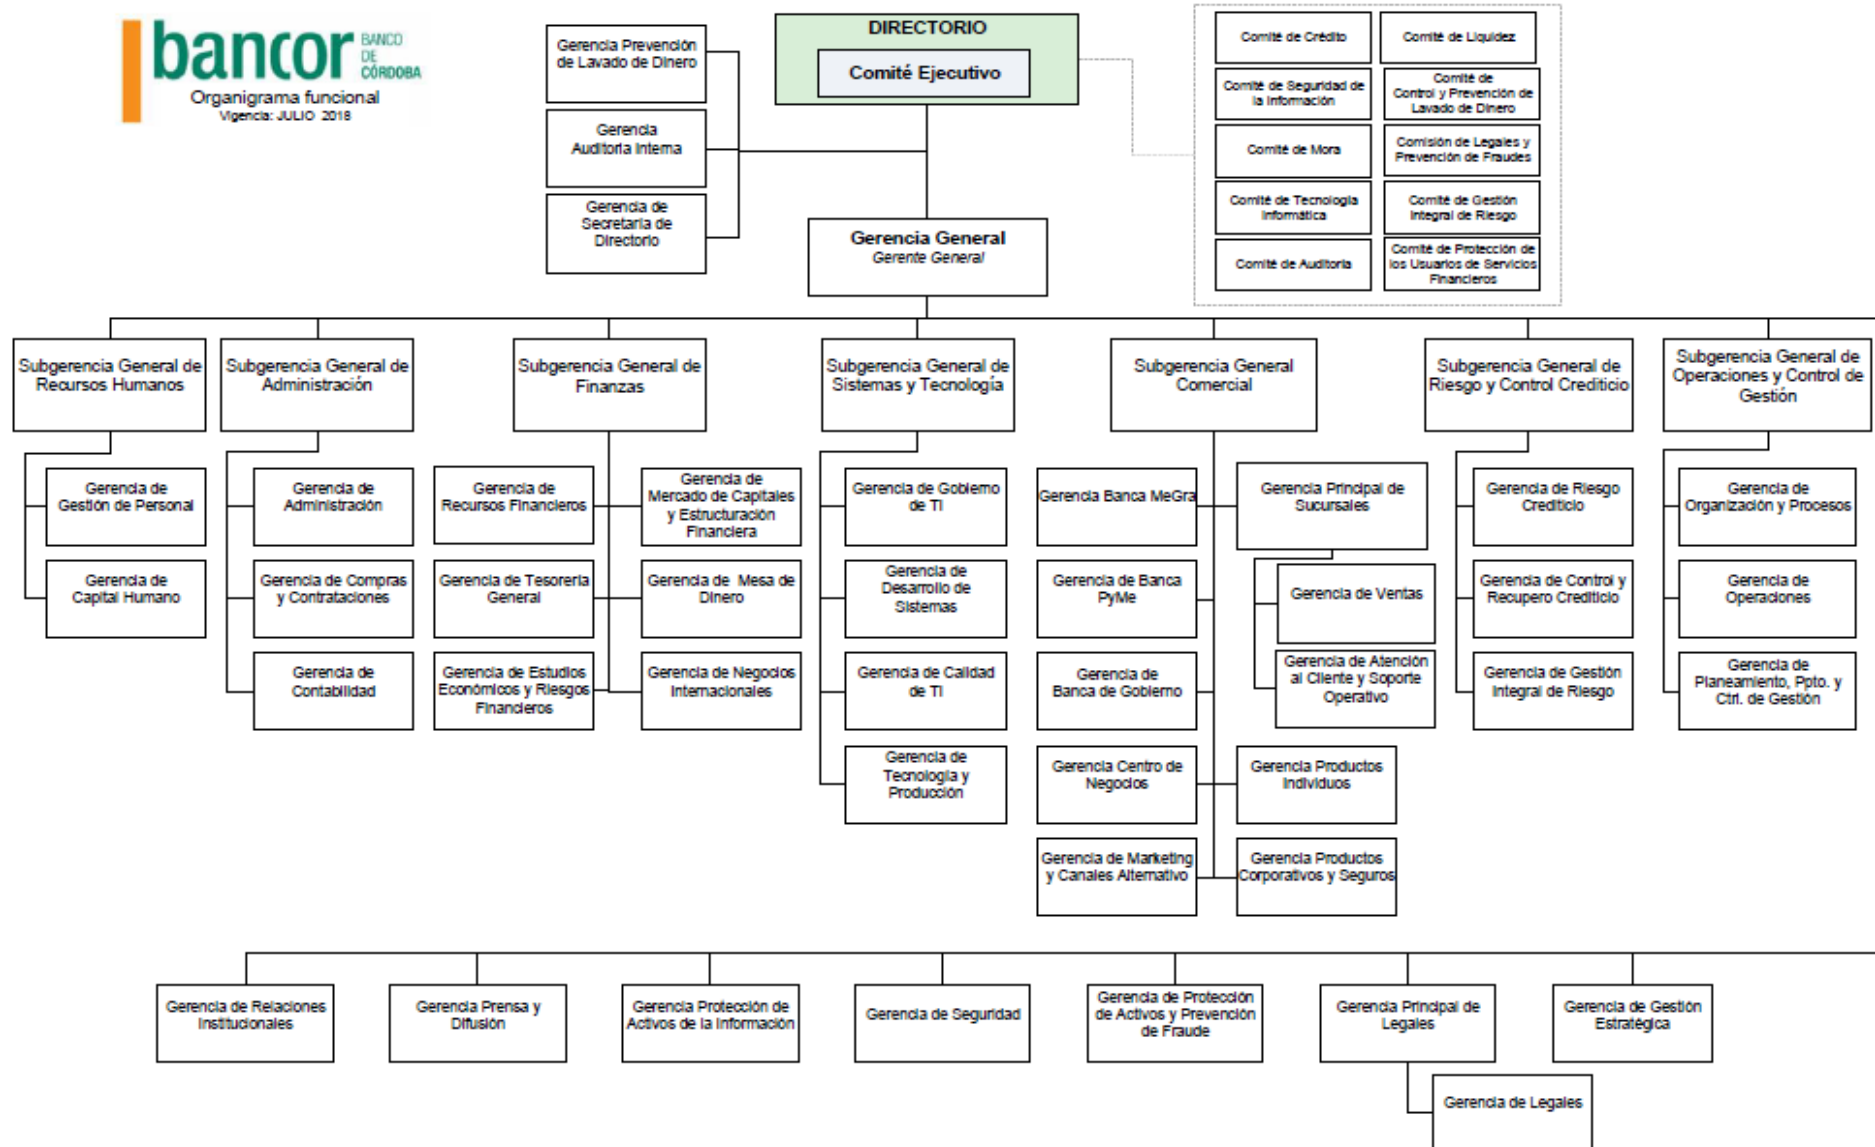 bancor BANCO
DE
CÓRDOBA
Organigrama funcional
Vigencia: JULIO 2018
Gerencia Prevención
de Lavado de Dinero
Gerencia
Auditoria Interna
Gerencia de
Secretaria de
Directorio
DIRECTORIO
Comité Ejecutivo
Comité de Crédito
Comité de Liquidez
Comité de Seguridad de
la Información
Comité de
Control y Prevención de
Lavado de Dinero
Comité de Mora
Comisión de Legales y
Prevención de Fraudes
Comité de Tecnología
Informática
Comité de Gestión
Integral de Riesgo
Comité de Auditoria
Comité de Protección de
los Usuarios de Servicios
Financieros
Gerencia General
Gerente General
Subgerencia General de
Recursos Humanos
Subgerencia General de
Administración
Subgerencia General de
Finanzas
Subgerencia General de
Sistemas y Tecnología
Subgerencia General
Comercial
Subgerencia General de
Riesgo y Control Crediticio
Subgerencia General de
Operaciones y Control de
Gestión
Gerencia de
Gestión de Personal
Gerencia de
Capital Humano
Gerencia de
Administración
Gerencia de Compras
y Contrataciones
Gerencia de
Contabilidad
Gerencia de
Recursos Financieros
Gerencia de
Mercado de Capitales
y Estructuración
Financiera
Gerencia de Tesorería
General
Gerencia de Mesa de
Dinero
Gerencia de Estudios
Económicos y Riesgos
Financieros
Gerencia de Negocios
Internacionales
Gerencia de Gobierno
de TI
Gerencia de
Desarrollo de
Sistemas
Gerencia de Calidad
de TI
Gerencia de
Tecnología y
Producción
Gerencia Banca MeGra
Gerencia Principal de
Sucursales
Gerencia de Banca
PyMe
Gerencia de Ventas
Gerencia de
Banca de Gobierno
Gerencia de Atención
al Cliente y Soporte
Operativo
Gerencia Centro de
Negocios
Gerencia Productos
Individuos
Gerencia de Marketing
y Canales Alternativo
Gerencia Productos
Corporativos y Seguros
Gerencia de Riesgo
Crediticio
Gerencia de Control y
Recupero Crediticio
Gerencia de Gestión
Integral de Riesgo
Gerencia de
Organización y Procesos
Gerencia de
Operaciones
Gerencia de
Planeamiento, Ppto. y
Ctrl. de Gestión
Gerencia de Relaciones
Institucionales
Gerencia Prensa y
Difusión
Gerencia Protección de
Activos de la Información
Gerencia de Seguridad
Gerencia de Protección
de Activos y Prevención
de Fraude
Gerencia Principal de
Legales
Gerencia de Gestión
Estratégica
Gerencia de Legales